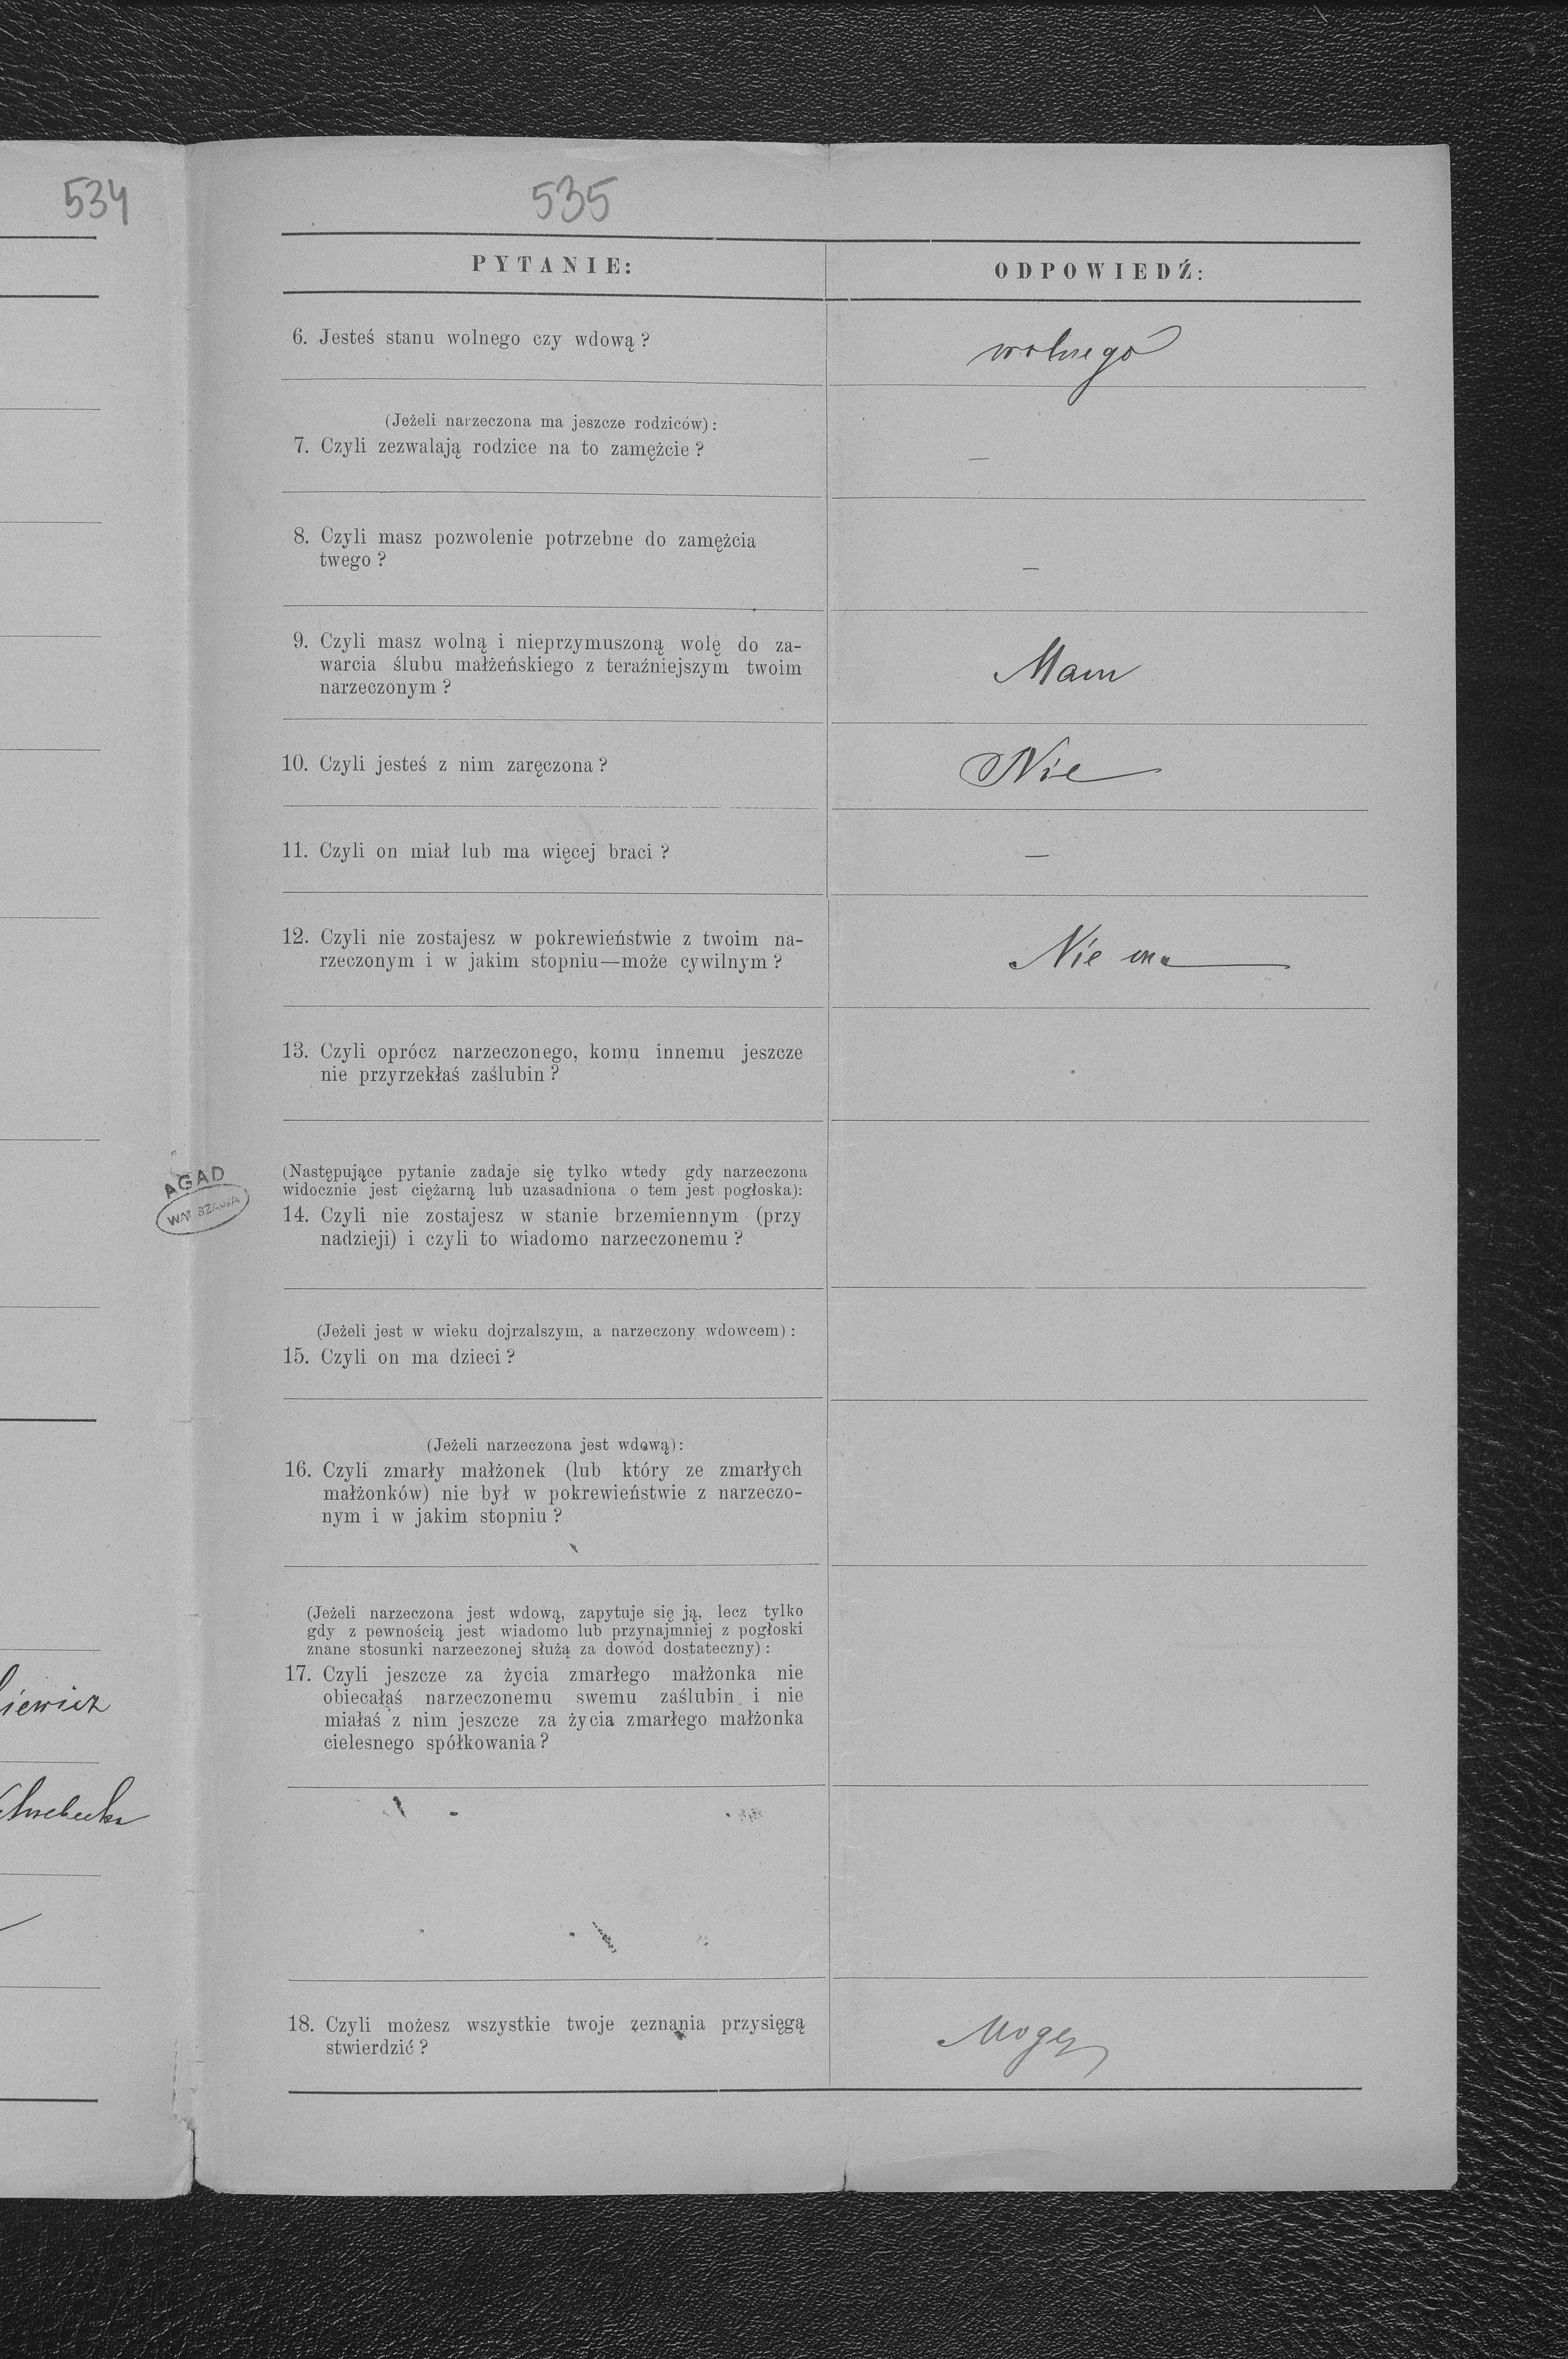 534
535
PYTANIE:
ODPOWIEDŹ:
6. Jesteś stanu wolnego czy wdową?
wolnego
(Jeżeli narzeczona ma jeszcze rodziców):
7. Czyli zezwalają rodzice na to zamęźcie?
—
8. Czyli masz pozwolenie potrzebne do zamęźcia
twego?
—
9. Czyli masz wolną i nieprzymuszoną wolę do za-
warcia ślubu małżeńskiego z teraźniejszym twoim
narzeczonym?
Mam
10. Czyli jesteś z nim zaręczona?
Nie
11. Czyli on miał lub ma więcej braci?
—
12. Czyli nie zostajesz w pokrewieństwie z twoim na-
rzeczonym i w jakim stopniu—może cywilnym?
Nie ma
13. Czyli oprócz narzeczonego, komu innemu jeszcze
nie przyrzekłaś zaślubin?
(Następujące pytanie zadaje się tylko wtedy gdy narzeczona
widocznie jest ciężarną lub uzasadniona o tem jest pogłoska):
AGAD
WARSZAWA
14. Czyli nie zostajesz w stanie brzemiennym (przy
nadzieji) i czyli to wiadomo narzeczonemu?
(Jeżeli jest w wieku dojrzalszym, a narzeczony wdowcem):
15. Czyli on ma dzieci?
(Jeżeli narzeczona jest wdową):
16. Czyli zmarły małżonek (lub który ze zmarłych
małżonków) nie był w pokrewieństwie z narzeczo-
nym i w jakim stopniu?
(Jeżeli narzeczona jest wdową, zapytuje się ją, lecz tylko
gdy z pewnością jest wiadomo lub przynajmniej z pogłoski
znane stosunki narzeczonej służą za dowód dostateczny):
17. Czyli jeszcze za życia zmarłego małżonka nie
obiecałąś narzeczonemu swemu zaślubin i nie
miałaś z nim jeszcze za życia zmarłego małżonka
cielesnego spółkowania?
iewicz
18. Czyli możesz wszystkie twoje zeznania przysięgą
stwierdzić?
Mogę